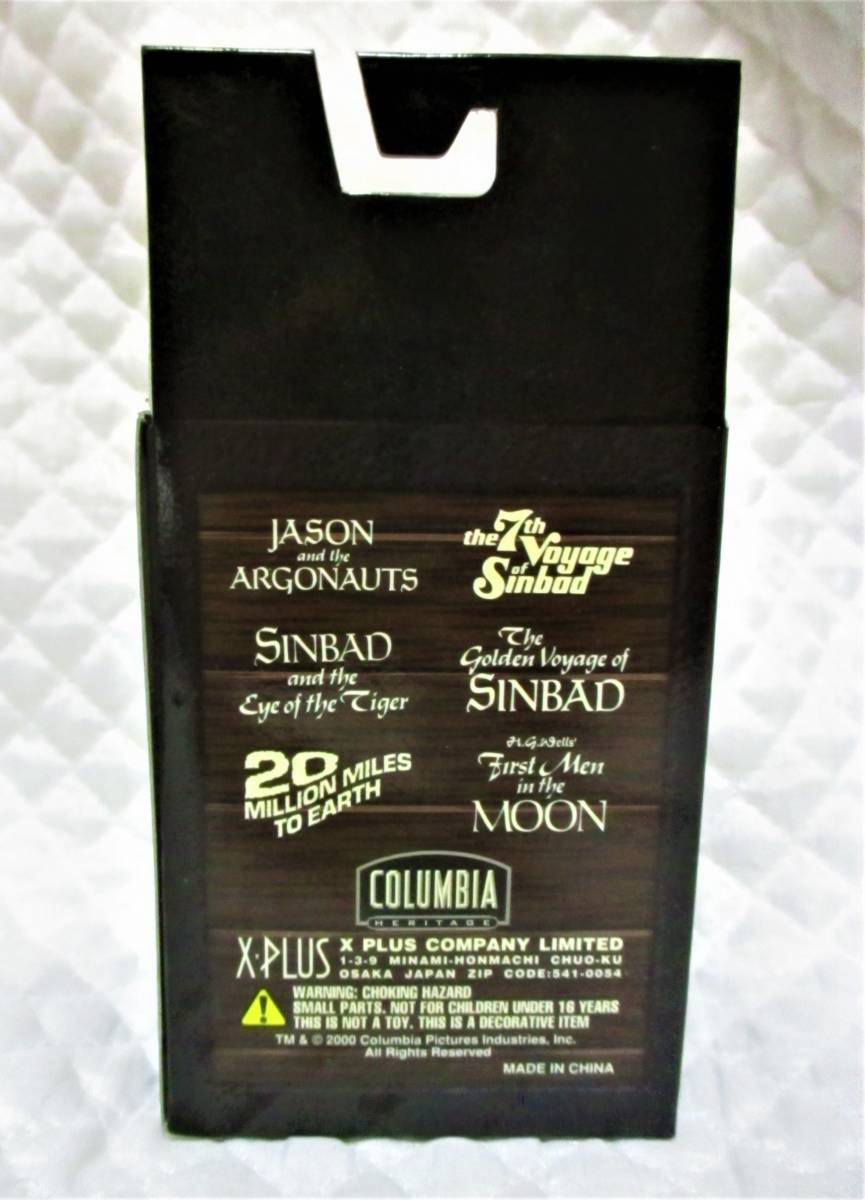 JASON
and the
ARGONAUTS
the 7th
Voyage
of
Sinbad
SINBAD
and the
Eye of the Tiger
The
Golden Voyage of
SINBAD
20
MILLION MILES
TO EARTH
H.G. Wells'
First Men
in the
MOON
COLUMBIA
HERITAGE
X•PLUS
X PLUS COMPANY LIMITED
1-3-9 MINAMI-HONMACHI CHUO-KU
OSAKA JAPAN ZIP CODE:541-0054
WARNING: CHOKING HAZARD
SMALL PARTS. NOT FOR CHILDREN UNDER 16 YEARS
THIS IS NOT A TOY. THIS IS A DECORATIVE ITEM
TM & © 2000 Columbia Pictures Industries, Inc.
All Rights Reserved
MADE IN CHINA